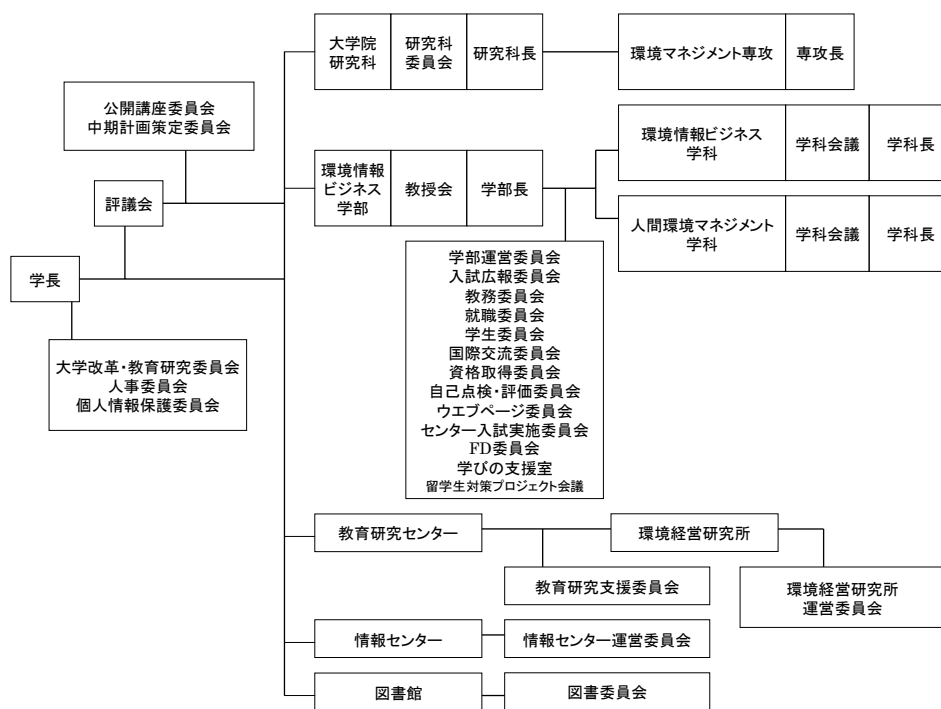 大学院
研究科
研究科
委員会
研究科長
環境マネジメント専攻
専攻長
公開講座委員会
中期計画策定委員会
評議会
学長
大学改革・教育研究委員会
人事委員会
個人情報保護委員会
環境情報
ビジネス
学部
教授会
学部長
環境情報ビジネス
学科
学科会議
学科長
人間環境マネジメント
学科
学科会議
学科長
学部運営委員会
入試広報委員会
教務委員会
就職委員会
学生委員会
国際交流委員会
資格取得委員会
自己点検・評価委員会
ウエブページ委員会
センター入試実施委員会
FD委員会
学びの支援室
留学生対策プロジェクト会議
教育研究センター
環境経営研究所
教育研究支援委員会
環境経営研究所
運営委員会
情報センター
情報センター運営委員会
図書館
図書委員会